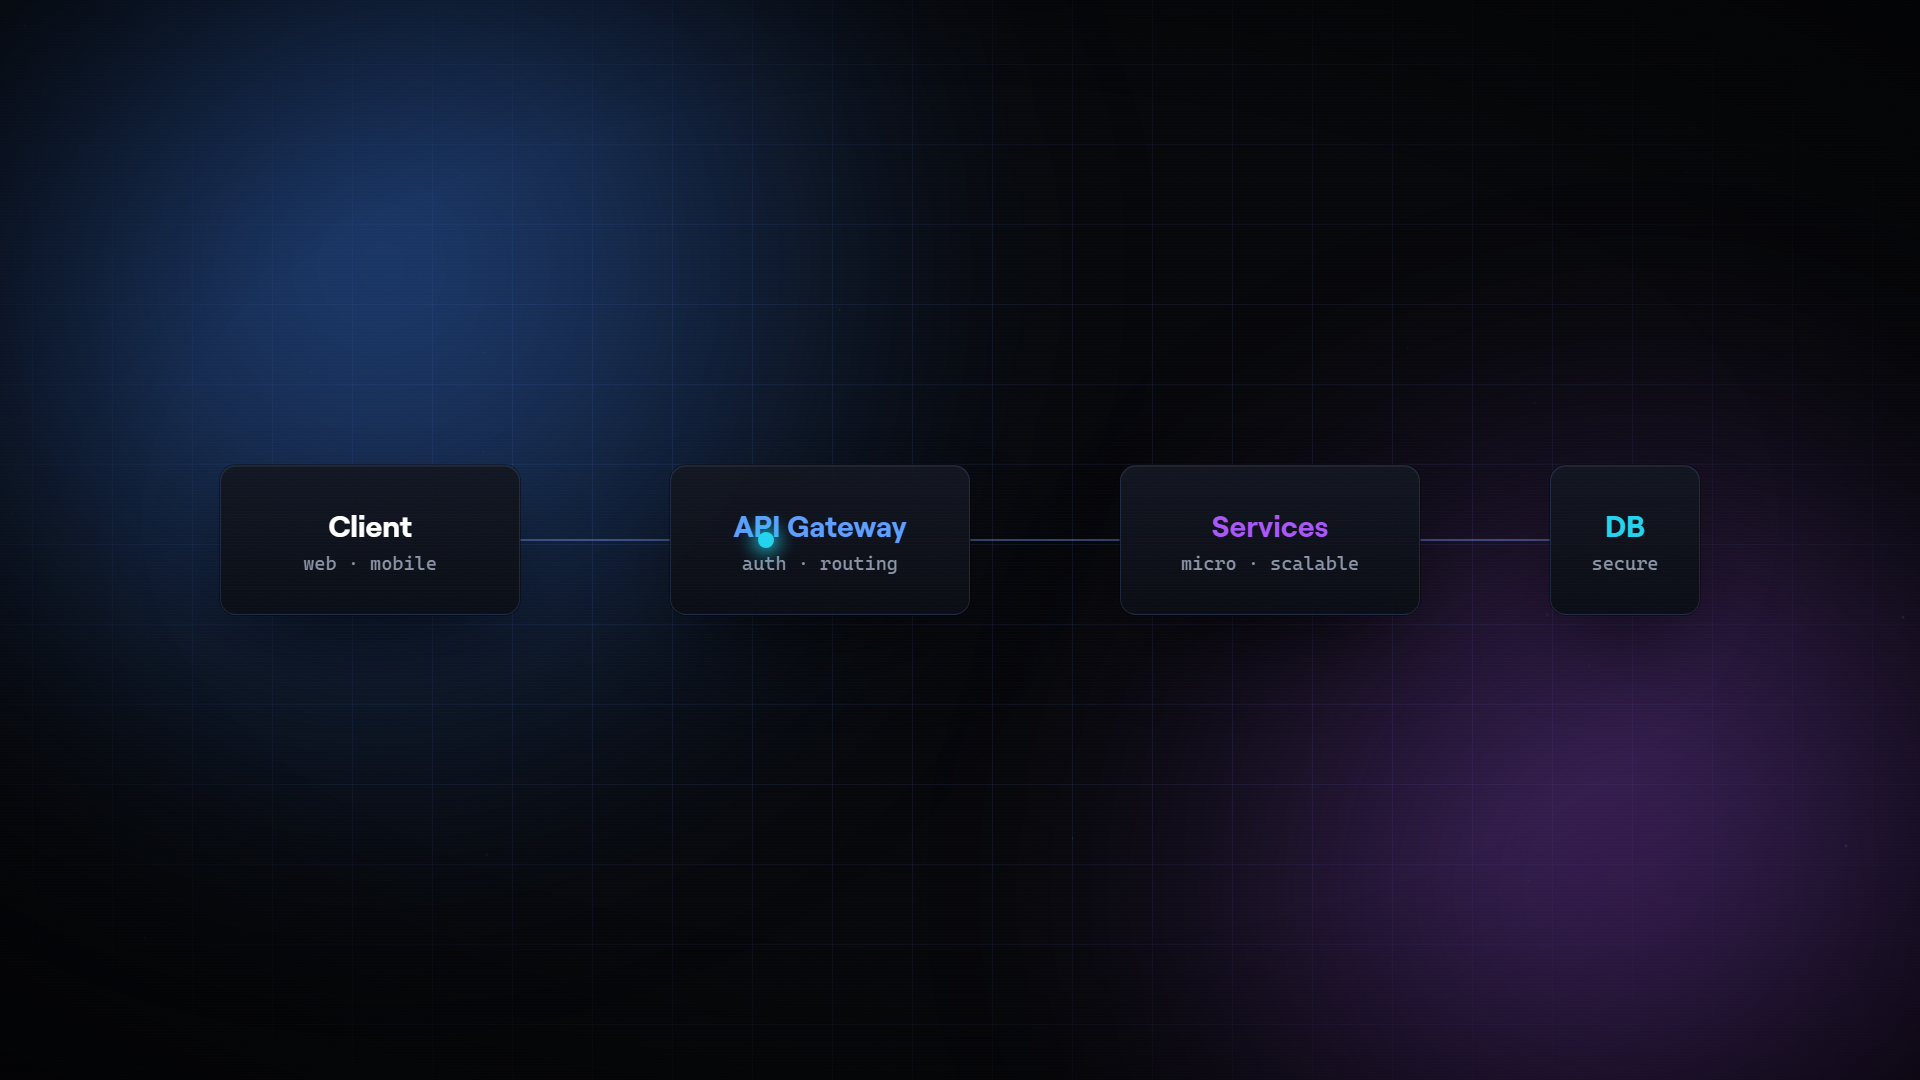 Client
web · mobile
API Gateway
auth · routing
Services
micro · scalable
DB
secure